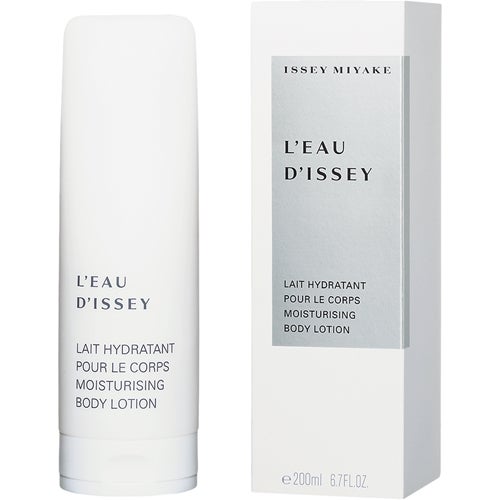 L'EAU
D'ISSEY
LAIT HYDRATANT
POUR LE CORPS
MOISTURISING
BODY LOTION
ISSEY MIYAKE
L'EAU
D'ISSEY
LAIT HYDRATANT
POUR LE CORPS
MOISTURISING
BODY LOTION
℮200ml 6.7FL.OZ.